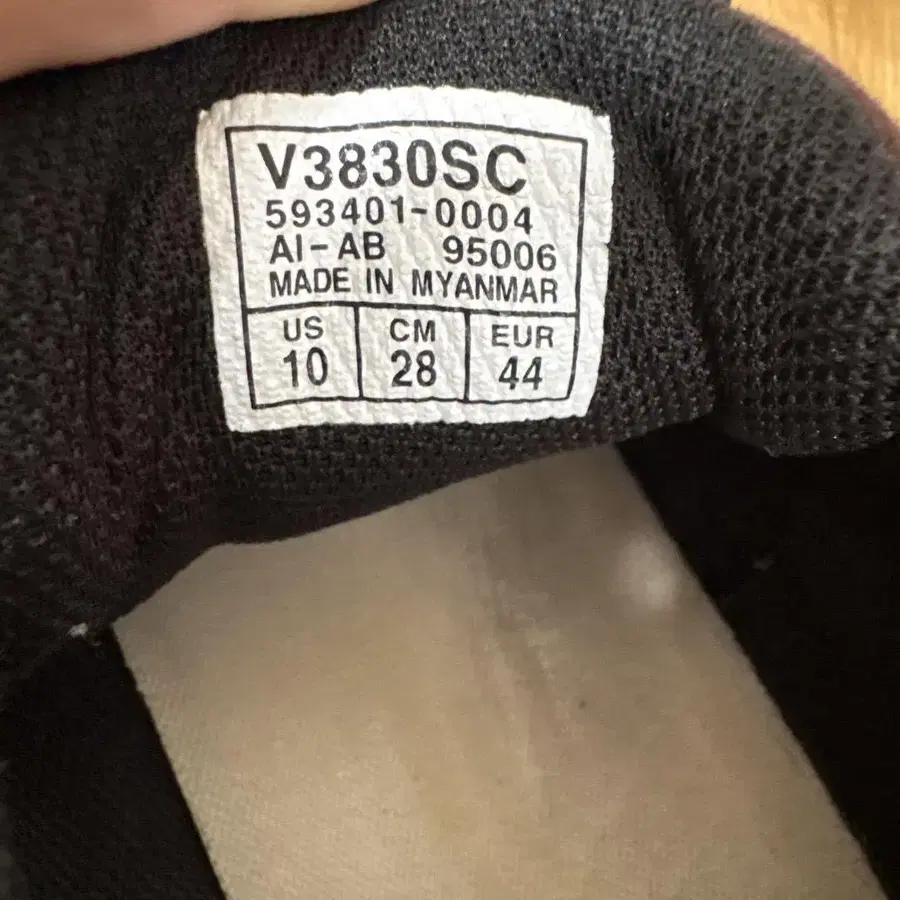 V3830SC
593401-0004
AI-AB 95006
MADE IN MYANMAR
US CM EUR
10 28 44